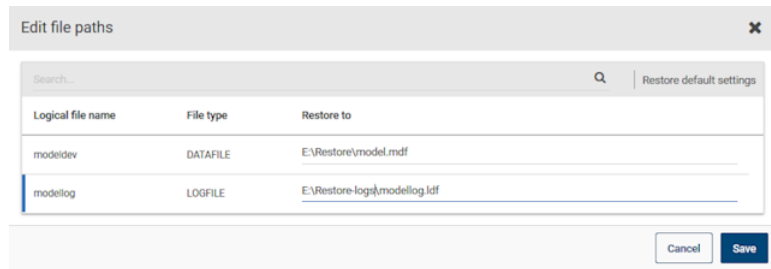 Edit file paths
Search...
Restore default settings
Logical file name File type Restore to
modeldev DATAFILE E:\Restore\model.mdf
modellog LOGFILE E:\Restore-logs\modellog.ldf
Cancel Save